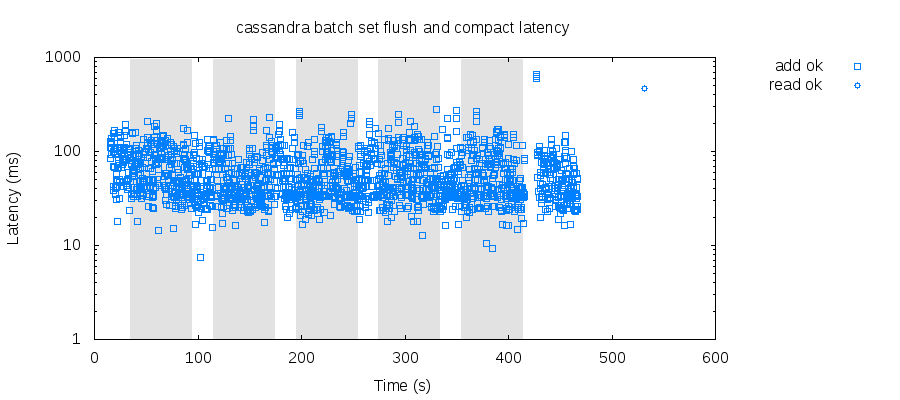 cassandra batch set flush and compact latency
1000
100
10
1
Latency (ms)
0 100 200 300 400 500 600
Time (s)
add ok
read ok